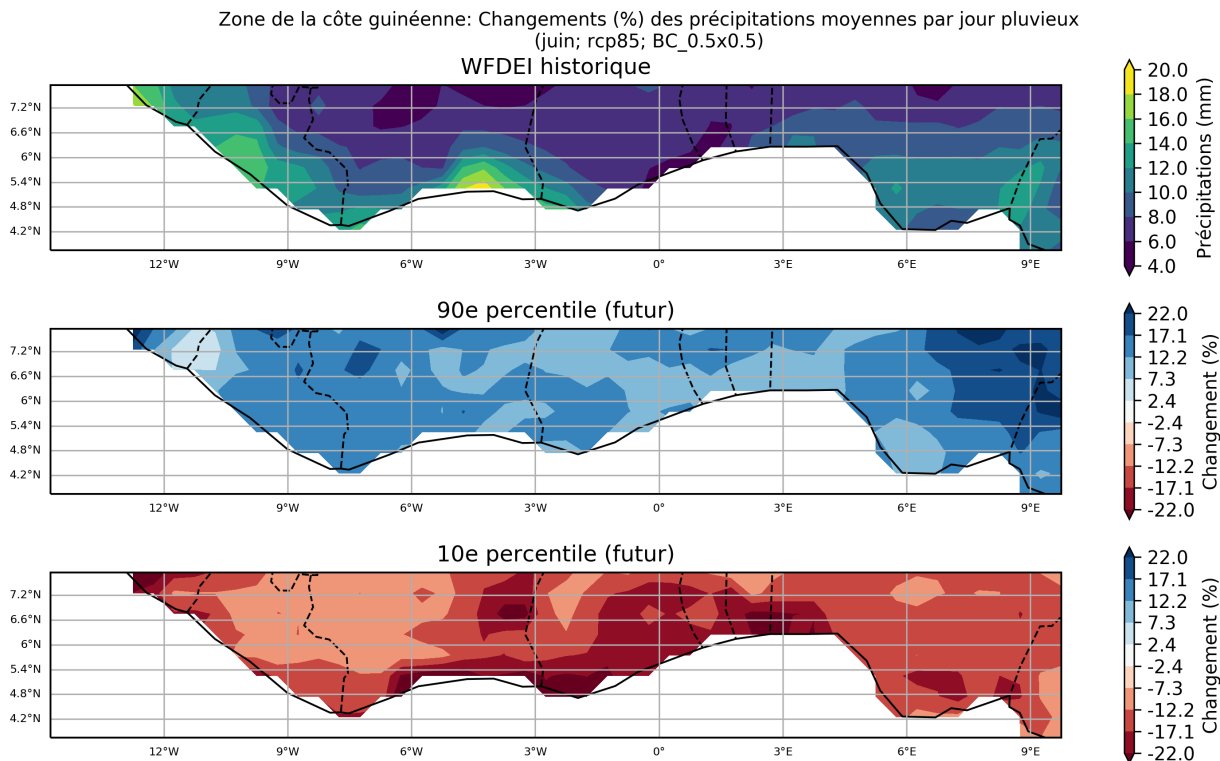 Zone de la côte guinéenne: Changements (%) des précipitations moyennes par jour pluvieux
(juin; rcp85; BC_0.5x0.5)
WFDEI historique
7.2°N
6.6°N
6°N
5.4°N
4.8°N
4.2°N
12°W 9°W 6°W 3°W 0° 3°E 6°E 9°E
20.0
18.0
16.0
14.0
12.0
10.0
8.0
6.0
4.0
Précipitations (mm)
90e percentile (futur)
7.2°N
6.6°N
6°N
5.4°N
4.8°N
4.2°N
12°W 9°W 6°W 3°W 0° 3°E 6°E 9°E
22.0
17.1
12.2
7.3
2.4
-2.4
-7.3
-12.2
-17.1
-22.0
Changement (%)
10e percentile (futur)
7.2°N
6.6°N
6°N
5.4°N
4.8°N
4.2°N
12°W 9°W 6°W 3°W 0° 3°E 6°E 9°E
22.0
17.1
12.2
7.3
2.4
-2.4
-7.3
-12.2
-17.1
-22.0
Changement (%)